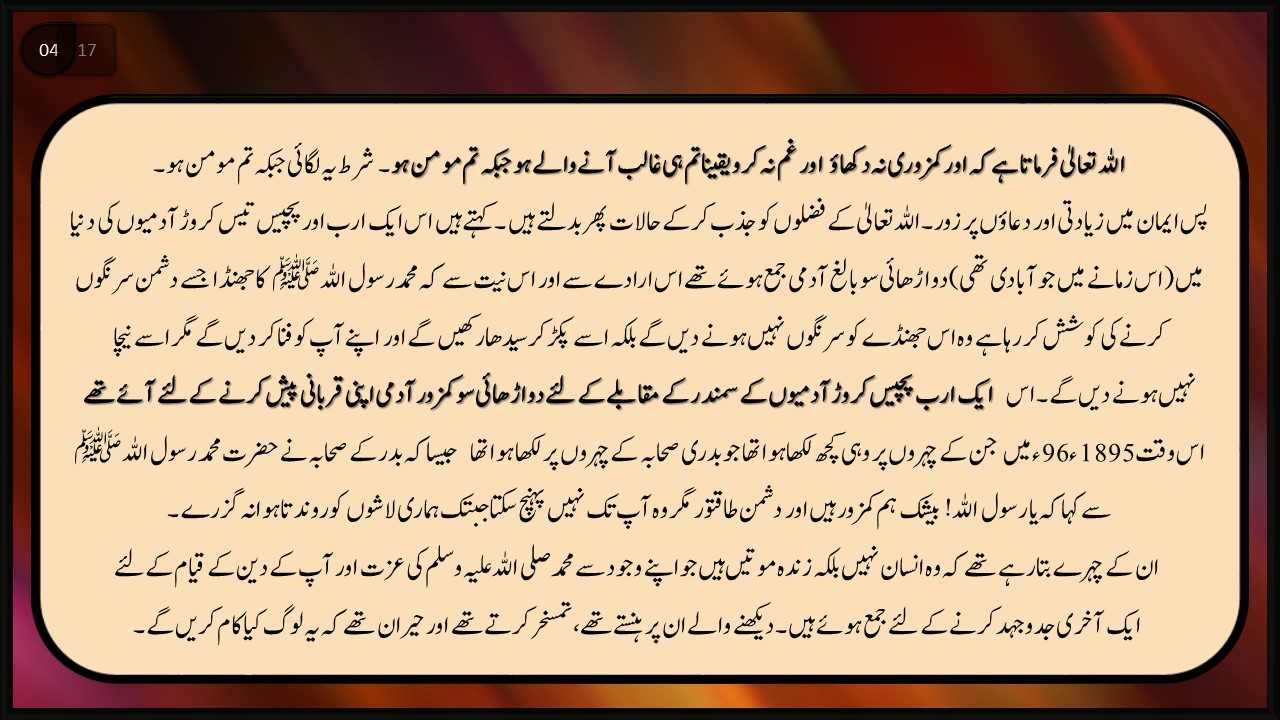 04 17
اللہ تعالیٰ فرماتا ہے کہ اور کمزوری نہ دکھاؤ اور غم نہ کرو یقیناتم ہی غالب آنے والے ہو جبکہ تم مومن ہو۔ شرط یہ لگائی جبکہ تم مومن ہو۔
پس ایمان میں زیادتی اور دعاؤں پر زور۔ اللہ تعالیٰ کے فضلوں کو جذب کر کے حالات پھر بدلتے ہیں۔ کہتے ہیں اس ایک ارب اور پچیس تیس کروڑ آدمیوں کی دنیا
میں (اس زمانے میں جو آبادی تھی) دو اڑھائی سو بالغ آدمی جمع ہوئے تھے اس ارادے سے اور اس نیت سے کہ محمد رسول اللہ ﷺ کا جھنڈا جسے دشمن سرنگوں
کرنے کی کوشش کر رہا ہے وہ اس جھنڈے کو سرنگوں نہیں ہونے دیں گے بلکہ اسے پکڑ کر سیدھا رکھیں گے اور اپنے آپ کو فنا کر دیں گے مگر اسے نیچا
نہیں ہونے دیں گے۔ اس ایک ارب پچیس کروڑ آدمیوں کے سمندر کے مقابلے کے لئے دو اڑھائی سو کمزور آدمی اپنی قربانی پیش کرنے کے لئے آئے تھے
اس وقت 1895ء 96ء میں جن کے چہروں پر وہی کچھ لکھا ہوا تھا جو بدری صحابہ کے چہروں پر لکھا ہوا تھا جیسا کہ بدر کے صحابہ نے حضرت محمد رسول اللہ ﷺ
سے کہا کہ یا رسول اللہ! بیشک ہم کمزور ہیں اور دشمن طاقتور مگر وہ آپ تک نہیں پہنچ سکتا جبتک ہماری لاشوں کو روندتا ہوا نہ گزرے۔
ان کے چہرے بتا رہے تھے کہ وہ انسان نہیں بلکہ زندہ موتیں ہیں جو اپنے وجود سے محمد صلی اللہ علیہ وسلم کی عزت اور آپ کے دین کے قیام کے لئے
ایک آخری جدوجہد کرنے کے لئے جمع ہوئے ہیں۔ دیکھنے والے ان پر ہنستے تھے، تمسخر کرتے تھے اور حیران تھے کہ یہ لوگ کیا کام کریں گے۔